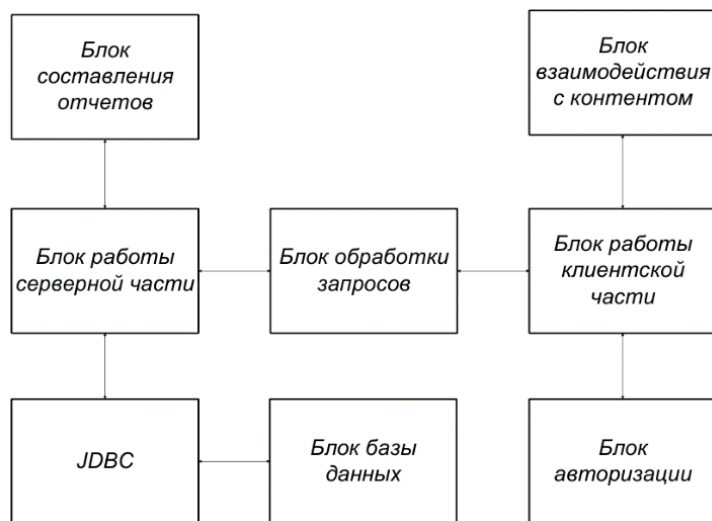 Блок
составления
отчетов
Блок
взаимодействия
с контентом
Блок работы
серверной части
Блок обработки
запросов
Блок работы
клиентской
части
JDBC
Блок базы
данных
Блок
авторизации